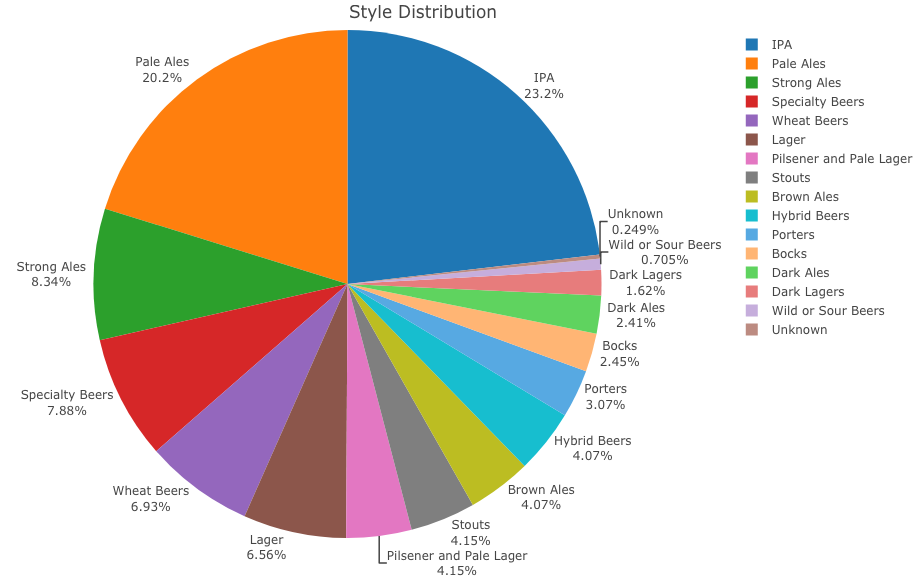 Style Distribution
Pale Ales
20.2%
IPA
23.2%
Unknown
0.249%
Wild or Sour Beers
0.705%
Dark Lagers
1.62%
Dark Ales
2.41%
Bocks
2.45%
Porters
3.07%
Hybrid Beers
4.07%
Brown Ales
4.07%
Stouts
4.15%
Pilsener and Pale Lager
4.15%
Lager
6.56%
Wheat Beers
6.93%
Specialty Beers
7.88%
Strong Ales
8.34%
IPA
Pale Ales
Strong Ales
Specialty Beers
Wheat Beers
Lager
Pilsener and Pale Lager
Stouts
Brown Ales
Hybrid Beers
Porters
Bocks
Dark Ales
Dark Lagers
Wild or Sour Beers
Unknown